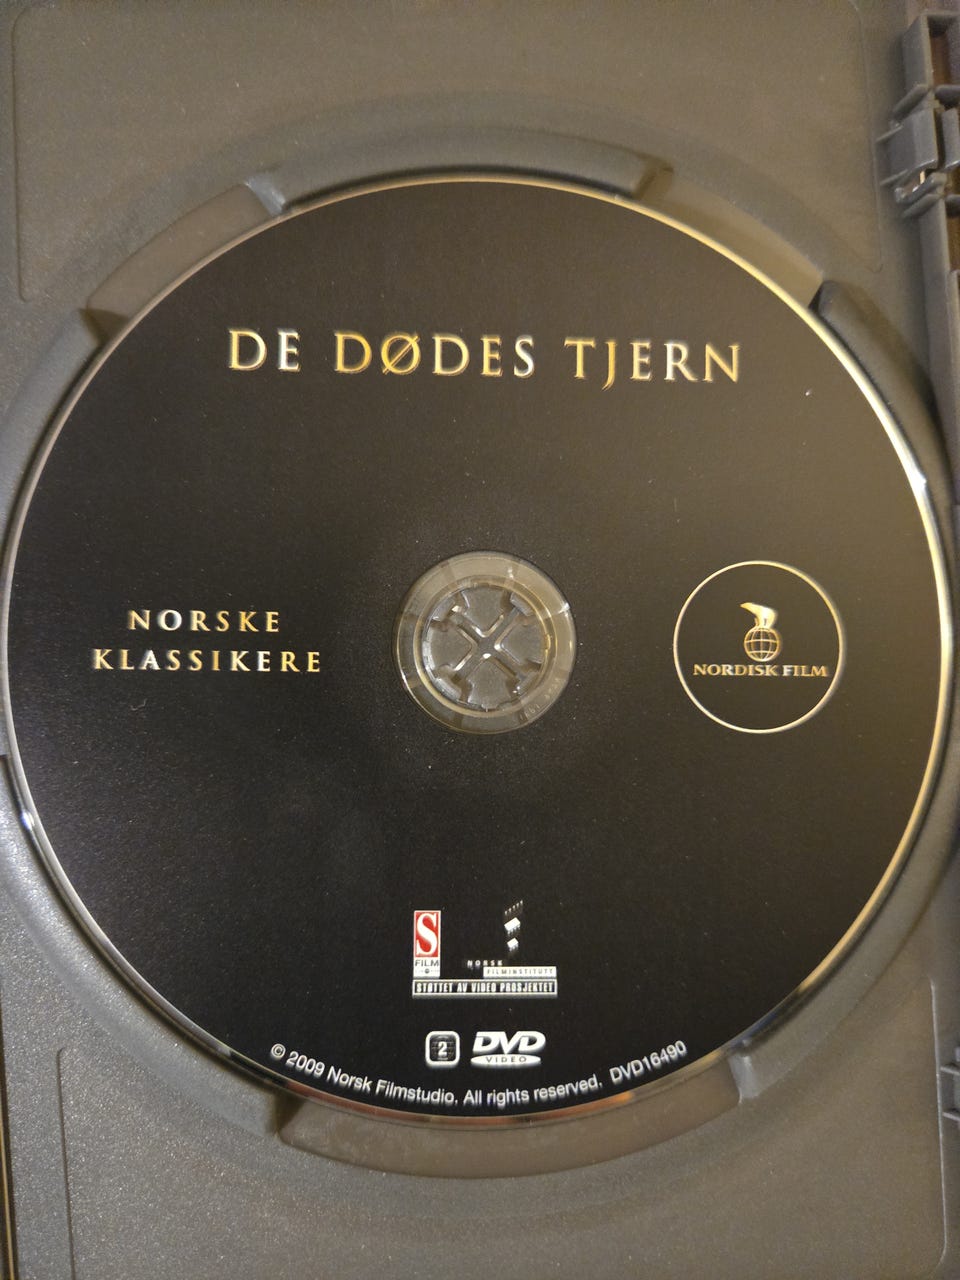 DE DØDES TJERN
NORSKE
KLASSIKERE
NORDISK FILM
S
FILM
NORSK
FILMINSTITUTT
STØTTET AV VIDEO PROSJEKTET
2
DVD
VIDEO
© 2009 Norsk Filmstudio. All rights reserved. DVD16490